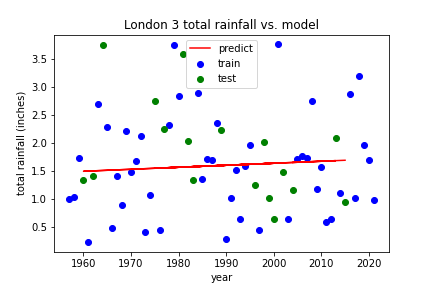 London 3 total rainfall vs. model
predict
train
test
total rainfall (inches)
3.5
3.0
2.5
2.0
1.5
1.0
0.5
1960 1970 1980 1990 2000 2010 2020
year